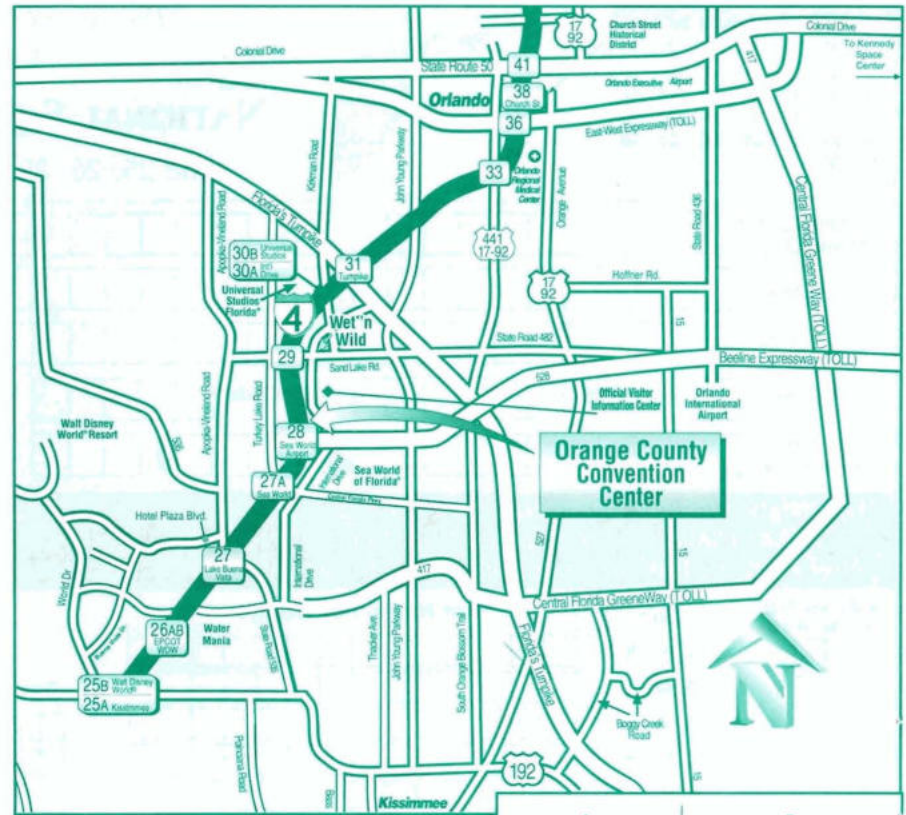 17
92
Church Street
Historical
District
Colonial Drive
Colonial Drive
State Route 50
41
417
To Kennedy
Space
Center
Orlando
38
Church St.
Orlando Executive Airport
36
East-West Expressway (TOLL)
Kirkman Road
John Young Parkway
33
Orlando
Regional
Medical
Center
Orange Avenue
State Road 436
Central Florida Greene Way (TOLL)
Apopka-Vineland Road
Florida's Turnpike
441
17-92
30B Universal
Studios
30A Int'l
Drive
31
Turnpike
Hoffner Rd.
17
92
Universal
Studios
Florida®
4
Wet"n
Wild
15
29
State Road 482
Sand Lake Rd.
Beeline Expressway (TOLL)
528
Official Visitor
Information Center
Orlando
International
Airport
Apopka-Vineland Road
Turkey Lake Road
Walt Disney
World® Resort
535
28
Sea World
Airport
Orange County
Convention
Center
27A
Sea World
International
Drive
Sea World
of Florida®
Hotel Plaza Blvd.
27
Lake Buena
Vista
International
Drive
527
15
417
World Dr.
Central Florida GreeneWay (TOLL)
26AB
EPCOT
WDW
Water
Mania
State Road 535
Thacker Ave.
John Young Parkway
South Orange Blossom Trail
Florida's Turnpike
N
25B Walt Disney
World®
25A Kissimmee
Boggy Creek
Road
Poinciana Road
192
15
Kissimmee